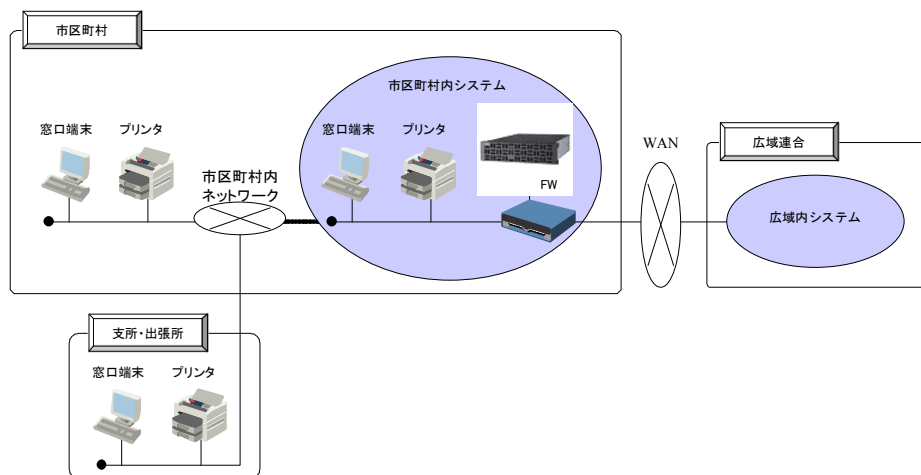 市区町村
市区町村内システム
窓口端末
プリンタ
窓口端末
プリンタ
市区町村内
ネットワーク
FW
WAN
広域連合
広域内システム
支所・出張所
窓口端末
プリンタ